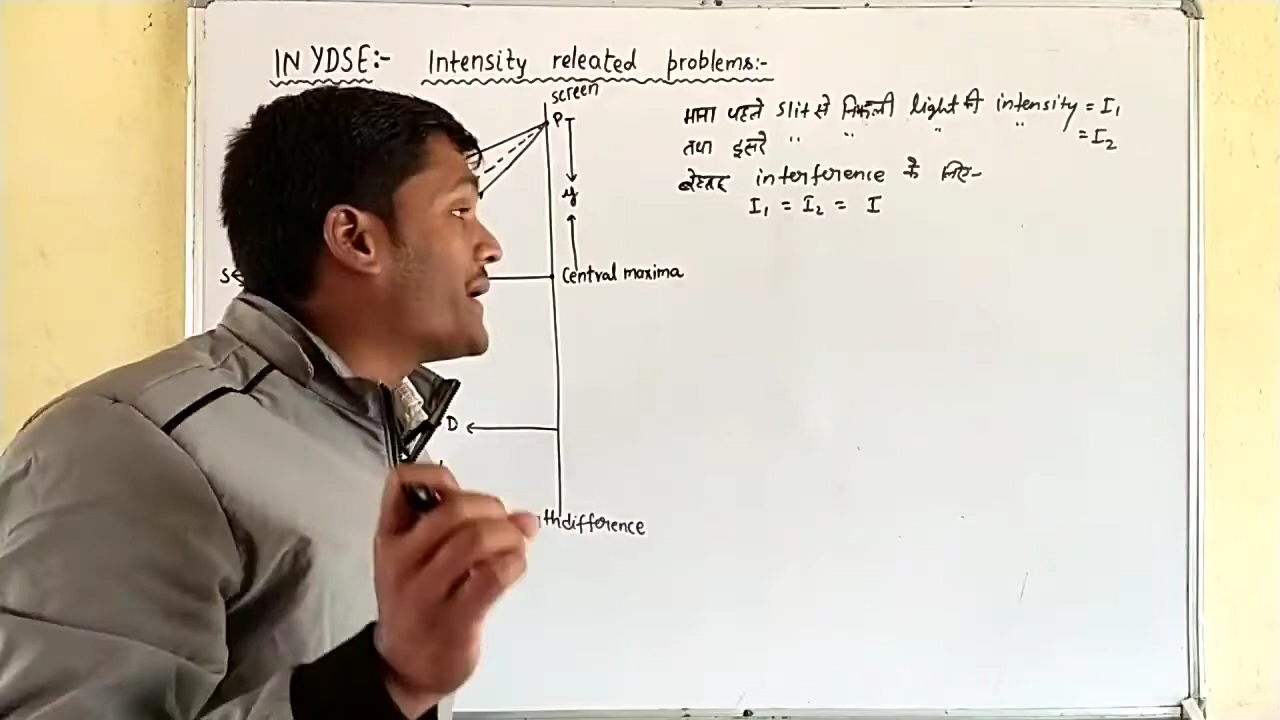 IN YDSE:- Intensity releated problems:-
screen
P
y
S
Central maxima
D
thdifference
माना पहले slit से निकली light की intensity = I₁
तथा दूसरे " " " " = I₂
बेहतर interference के लिए-
I₁ = I₂ = I